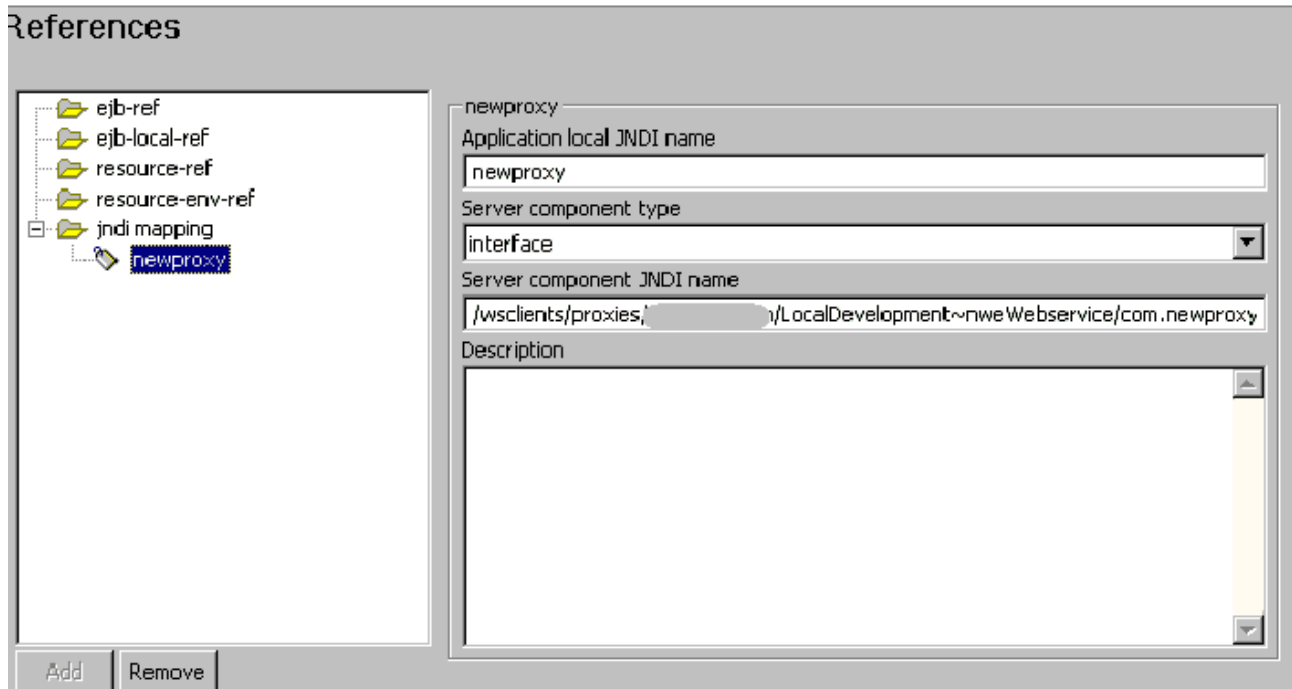 References
ejb-ref
ejb-local-ref
resource-ref
resource-env-ref
jndi mapping
newproxy
Add
Remove
newproxy
Application local JNDI name
newproxy
Server component type
interface
Server component JNDI name
/wsclients/proxies/ /LocalDevelopment~nweWebservice/com.newproxy
Description